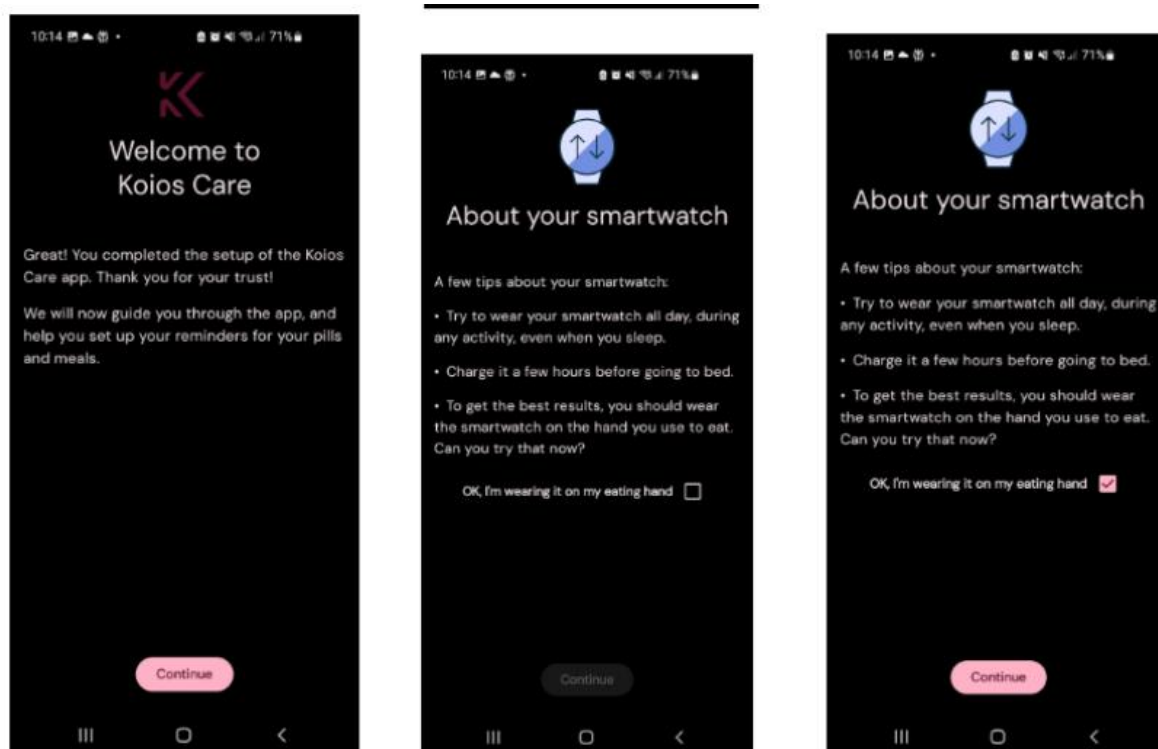 10:14
71%
Welcome to
Koios Care
Great! You completed the setup of the Koios
Care app. Thank you for your trust!
We will now guide you through the app, and
help you set up your reminders for your pills
and meals.
Continue
10:14
71%
About your smartwatch
A few tips about your smartwatch:
• Try to wear your smartwatch all day, during
any activity, even when you sleep.
• Charge it a few hours before going to bed.
• To get the best results, you should wear
the smartwatch on the hand you use to eat.
Can you try that now?
OK, I'm wearing it on my eating hand
Continue
10:14
71%
About your smartwatch
A few tips about your smartwatch:
• Try to wear your smartwatch all day, during
any activity, even when you sleep.
• Charge it a few hours before going to bed.
• To get the best results, you should wear
the smartwatch on the hand you use to eat.
Can you try that now?
OK, I'm wearing it on my eating hand
Continue